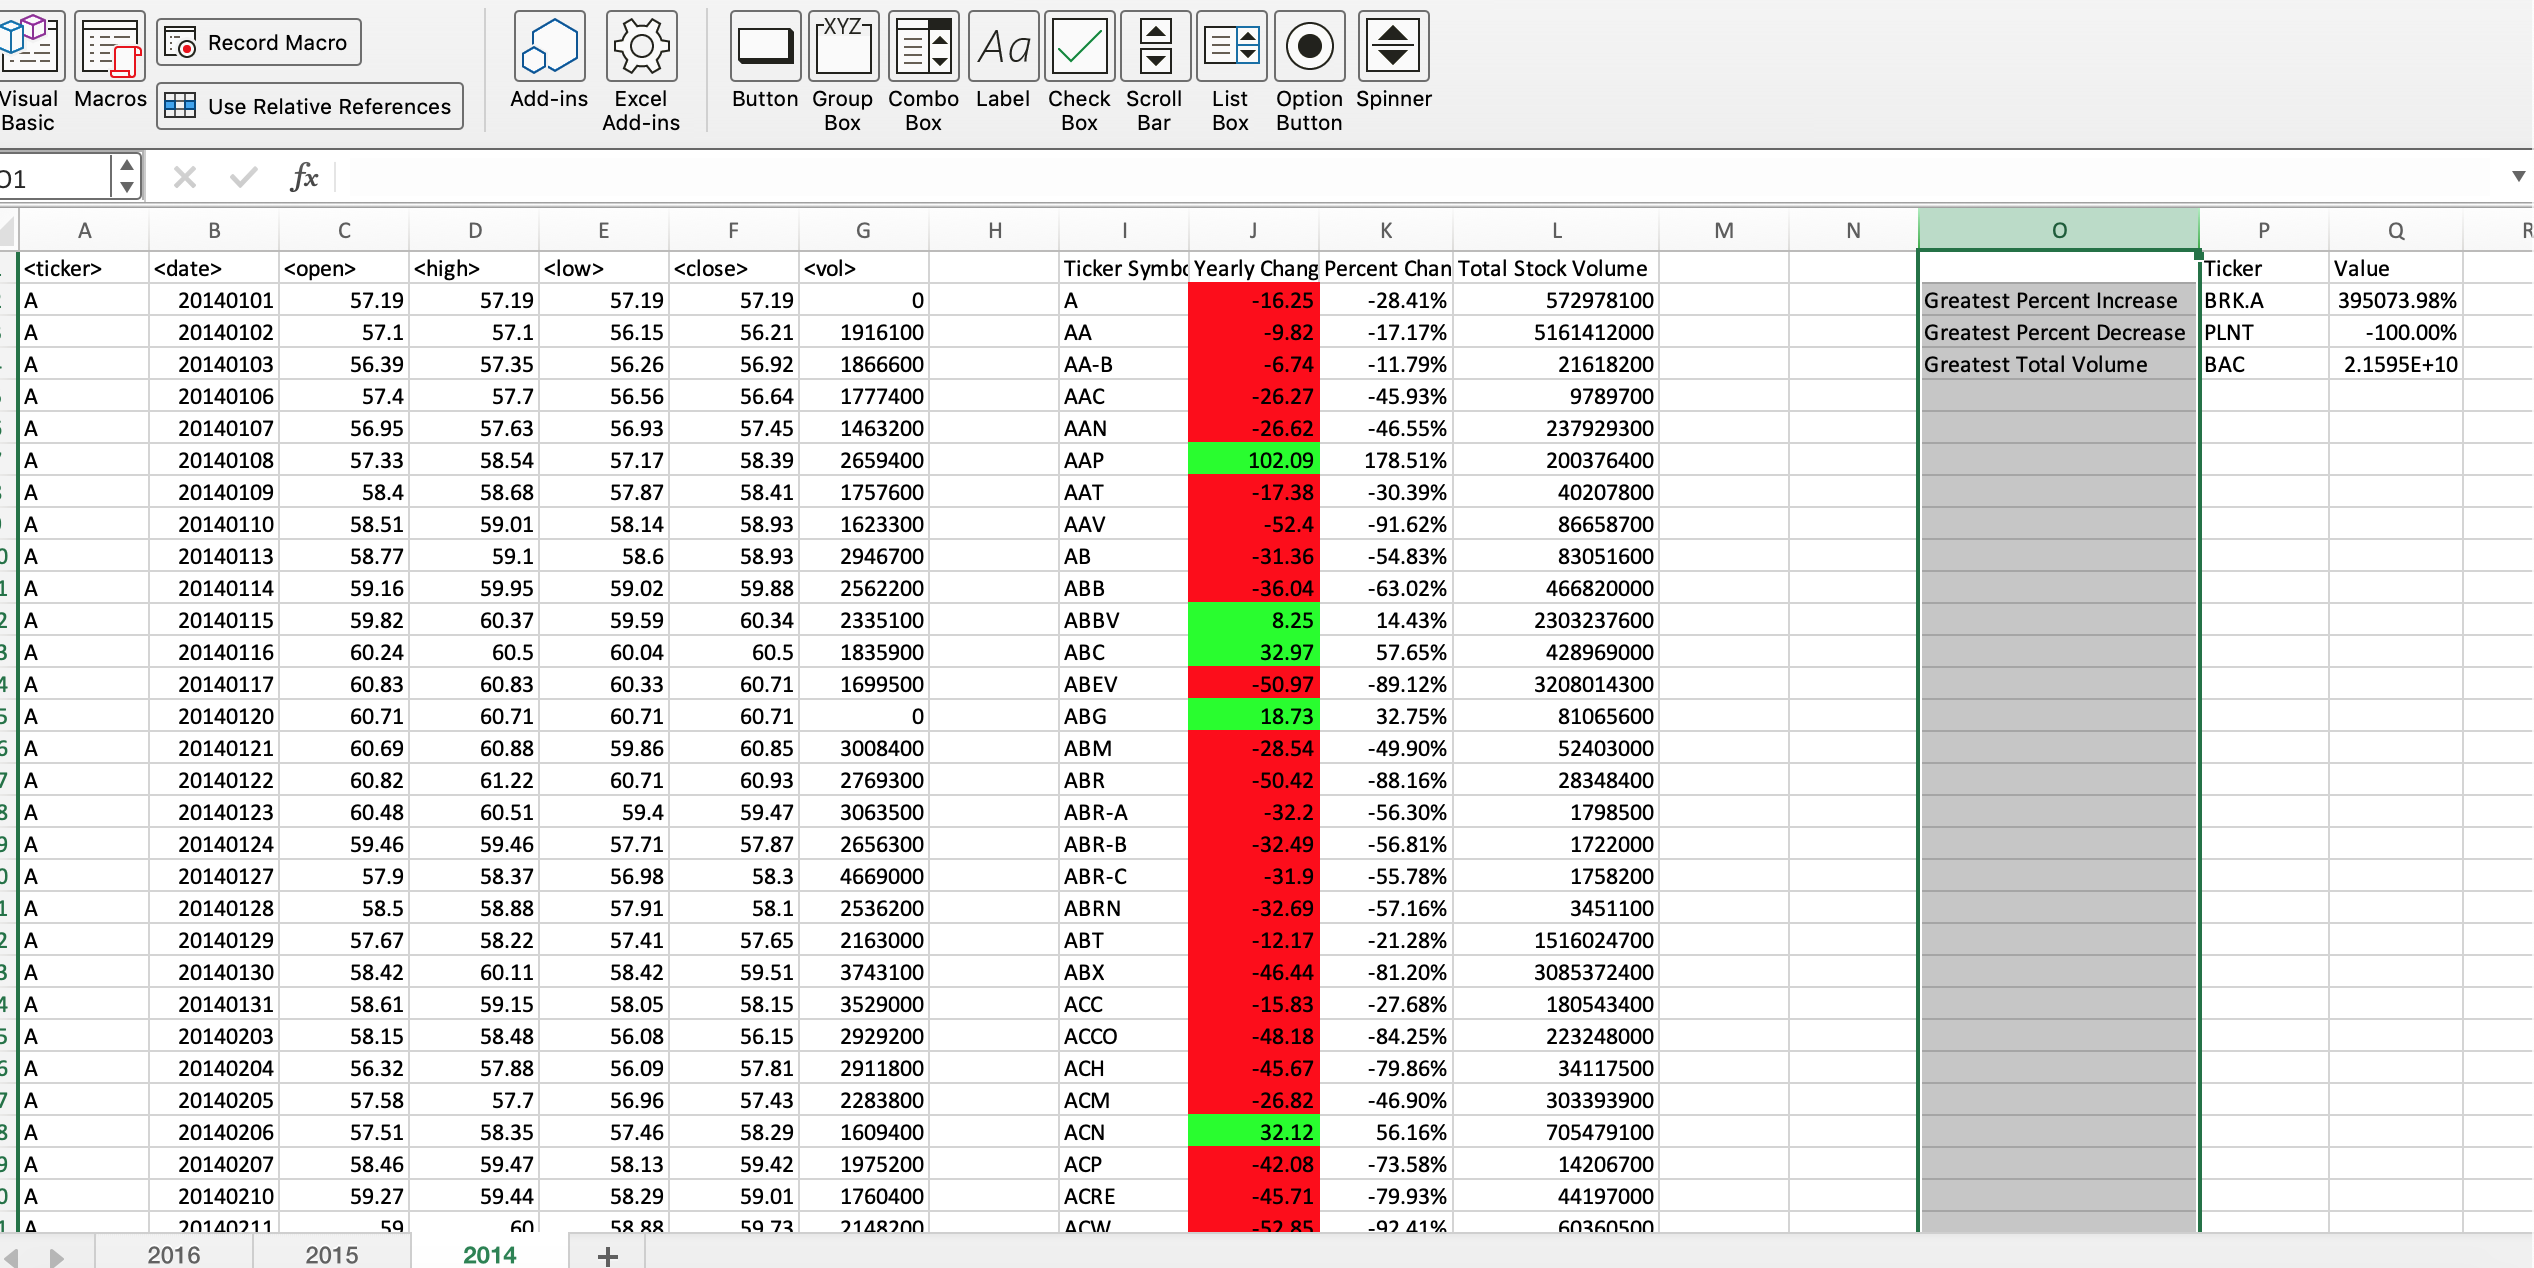 Visual Basic
Macros
Record Macro
Use Relative References
Add-ins
Excel Add-ins
XYZ
Aa
Button
Group Box
Combo Box
Label
Check Box
Scroll Bar
List Box
Option Button
Spinner
O1 fx
A B C D E F G H I J K L M N O P Q R
<ticker> <date> <open> <high> <low> <close> <vol> Ticker Symbo Yearly Chang Percent Chan Total Stock Volume Ticker Value
A 20140101 57.19 57.19 57.19 57.19 0 A -16.25 -28.41% 572978100 Greatest Percent Increase BRK.A 395073.98%
A 20140102 57.1 57.1 56.15 56.21 1916100 AA -9.82 -17.17% 5161412000 Greatest Percent Decrease PLNT -100.00%
A 20140103 56.39 57.35 56.26 56.92 1866600 AA-B -6.74 -11.79% 21618200 Greatest Total Volume BAC 2.1595E+10
A 20140106 57.4 57.7 56.56 56.64 1777400 AAC -26.27 -45.93% 9789700
A 20140107 56.95 57.63 56.93 57.45 1463200 AAN -26.62 -46.55% 237929300
A 20140108 57.33 58.54 57.17 58.39 2659400 AAP 102.09 178.51% 200376400
A 20140109 58.4 58.68 57.87 58.41 1757600 AAT -17.38 -30.39% 40207800
A 20140110 58.51 59.01 58.14 58.93 1623300 AAV -52.4 -91.62% 86658700
A 20140113 58.77 59.1 58.6 58.93 2946700 AB -31.36 -54.83% 83051600
A 20140114 59.16 59.95 59.02 59.88 2562200 ABB -36.04 -63.02% 466820000
A 20140115 59.82 60.37 59.59 60.34 2335100 ABBV 8.25 14.43% 2303237600
A 20140116 60.24 60.5 60.04 60.5 1835900 ABC 32.97 57.65% 428969000
A 20140117 60.83 60.83 60.33 60.71 1699500 ABEV -50.97 -89.12% 3208014300
A 20140120 60.71 60.71 60.71 60.71 0 ABG 18.73 32.75% 81065600
A 20140121 60.69 60.88 59.86 60.85 3008400 ABM -28.54 -49.90% 52403000
A 20140122 60.82 61.22 60.71 60.93 2769300 ABR -50.42 -88.16% 28348400
A 20140123 60.48 60.51 59.4 59.47 3063500 ABR-A -32.2 -56.30% 1798500
A 20140124 59.46 59.46 57.71 57.87 2656300 ABR-B -32.49 -56.81% 1722000
A 20140127 57.9 58.37 56.98 58.3 4669000 ABR-C -31.9 -55.78% 1758200
A 20140128 58.5 58.88 57.91 58.1 2536200 ABRN -32.69 -57.16% 3451100
A 20140129 57.67 58.22 57.41 57.65 2163000 ABT -12.17 -21.28% 1516024700
A 20140130 58.42 60.11 58.42 59.51 3743100 ABX -46.44 -81.20% 3085372400
A 20140131 58.61 59.15 58.05 58.15 3529000 ACC -15.83 -27.68% 180543400
A 20140203 58.15 58.48 56.08 56.15 2929200 ACCO -48.18 -84.25% 223248000
A 20140204 56.32 57.88 56.09 57.81 2911800 ACH -45.67 -79.86% 34117500
A 20140205 57.58 57.7 56.96 57.43 2283800 ACM -26.82 -46.90% 303393900
A 20140206 57.51 58.35 57.46 58.29 1609400 ACN 32.12 56.16% 705479100
A 20140207 58.46 59.47 58.13 59.42 1975200 ACP -42.08 -73.58% 14206700
A 20140210 59.27 59.44 58.29 59.01 1760400 ACRE -45.71 -79.93% 44197000
A 20140211 59 60 58.88 59.73 2148200 ACW -52.85 -92.41% 60360500
2016 2015 2014 +